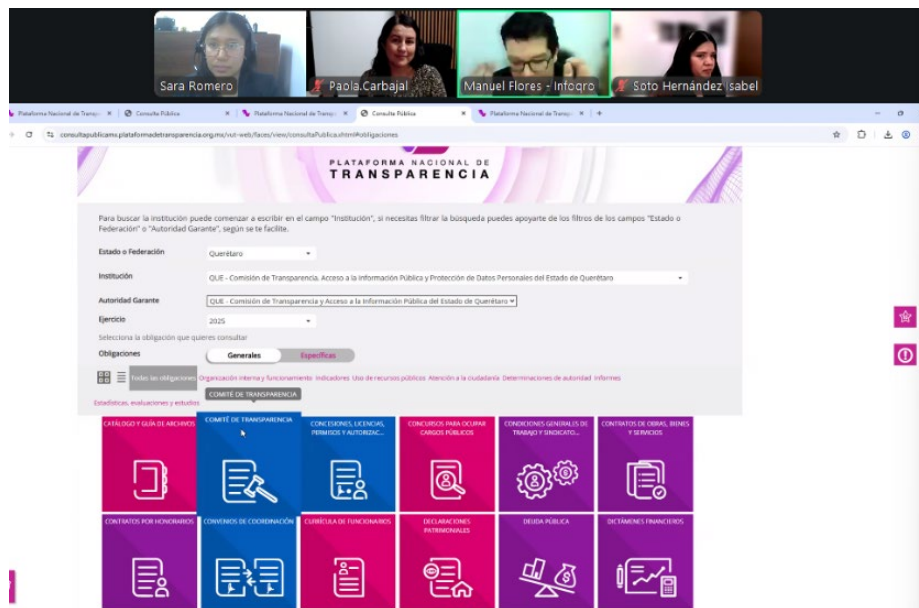 Sara Romero
Paola.Carbajal
Manuel Flores - Infoqro
Soto Hernández Isabel
Plataforma Nacional de Transp
Consulta Pública
Plataforma Nacional de Transp
Consulta Pública
Plataforma Nacional de Transp
consultapublicamx.plataformadetransparencia.org.mx/vut-web/faces/view/consultaPublica.xhtml#obligaciones
PLATAFORMA NACIONAL DE
TRANSPARENCIA
Para buscar la institución puede comenzar a escribir en el campo "Institución", si necesitas filtrar la búsqueda puedes apoyarte de los filtros de los campos "Estado o
Federación" o "Autoridad Garante", según se te facilite.
Estado o Federación
Querétaro
Institución
QUE - Comisión de Transparencia, Acceso a la Información Pública y Protección de Datos Personales del Estado de Querétaro
Autoridad Garante
QUE - Comisión de Transparencia y Acceso a la Información Pública del Estado de Querétaro
Ejercicio
2025
Selecciona la obligación que quieres consultar
Obligaciones
Generales
Específicas
Todas las obligaciones Organización interna y funcionamiento Indicadores Uso de recursos públicos Atención a la ciudadanía Determinaciones de autoridad Informes
Estadísticas, evaluaciones y estudios
COMITÉ DE TRANSPARENCIA
CATÁLOGO Y GUÍA DE ARCHIVOS
COMITÉ DE TRANSPARENCIA
CONCESIONES, LICENCIAS,
PERMISOS Y AUTORIZAC...
CONCURSOS PARA OCUPAR
CARGOS PÚBLICOS
CONDICIONES GENERALES DE
TRABAJO Y SINDICATO...
CONTRATOS DE OBRAS, BIENES
Y SERVICIOS
CONTRATOS POR HONORARIOS
CONVENIOS DE COORDINACIÓN
CURRÍCULA DE FUNCIONARIOS
DECLARACIONES
PATRIMONIALES
DEUDA PÚBLICA
DICTÁMENES FINANCIEROS